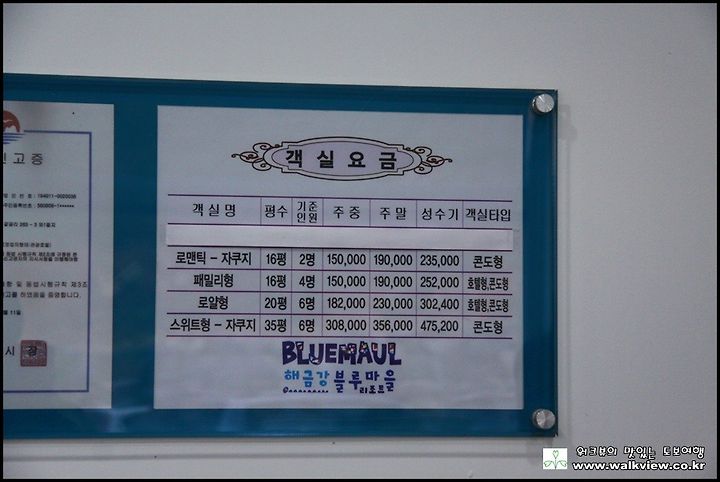 신고증
194011-0020038
객실요금
객실명 평수 기준인원 주중 주말 성수기 객실타입
로맨틱 - 자쿠지 16평 2명 150,000 190,000 235,000 콘도형
패밀리형 16평 4명 150,000 190,000 252,000 호텔형,콘도형
로얄형 20평 6명 182,000 230,000 302,400 호텔형,콘도형
스위트형 - 자쿠지 35평 6명 308,000 356,000 475,200 콘도형
BLUEMAUL
해금강 블루마을
리조트
워크뷰의 맛있는 도보여행
www.walkview.co.kr